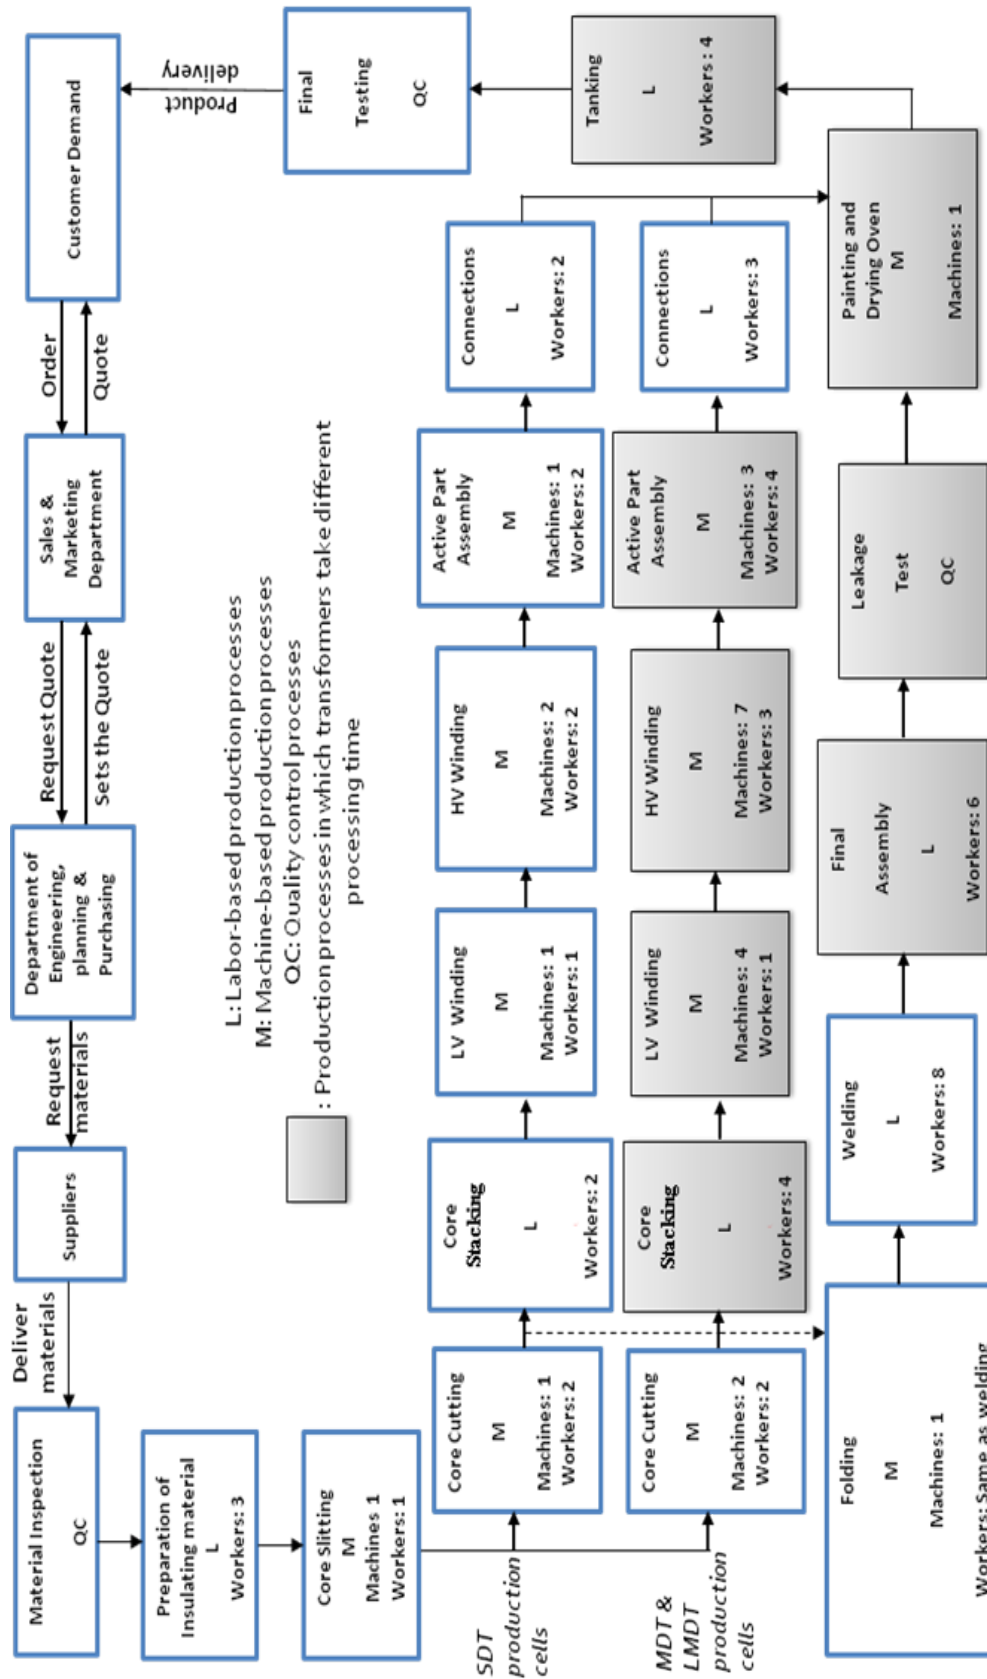 Material Inspection
QC
Deliver
materials
Suppliers
Request
materials
Department of
Engineering,
planning &
Purchasing
Request Quote
Sets the Quote
Sales &
Marketing
Department
Order
Quote
Customer Demand
Product
delivery
Preparation of
Insulating material
L
Workers: 3
Core Slitting
M
Machines 1
Workers: 1
L: Labor-based production processes
M: Machine-based production processes
QC: Quality control processes
: Production processes in which transformers take different
processing time
Final
Testing
QC
SDT
production
cells
Core Cutting
M
Machines: 1
Workers: 2
Core
Stacking
L
Workers: 2
LV Winding
M
Machines: 1
Workers: 1
HV Winding
M
Machines: 2
Workers: 2
Active Part
Assembly
M
Machines: 1
Workers: 2
Connections
L
Workers: 2
Tanking
L
Workers: 4
MDT &
LMDT
production
cells
Core Cutting
M
Machines: 2
Workers: 2
Core
Stacking
L
Workers: 4
LV Winding
M
Machines: 4
Workers: 1
HV Winding
M
Machines: 7
Workers: 3
Active Part
Assembly
M
Machines: 3
Workers: 4
Connections
L
Workers: 3
Folding
M
Machines: 1
Workers: Same as welding
Welding
L
Workers: 8
Final
Assembly
L
Workers: 6
Leakage
Test
QC
Painting and
Drying Oven
M
Machines: 1